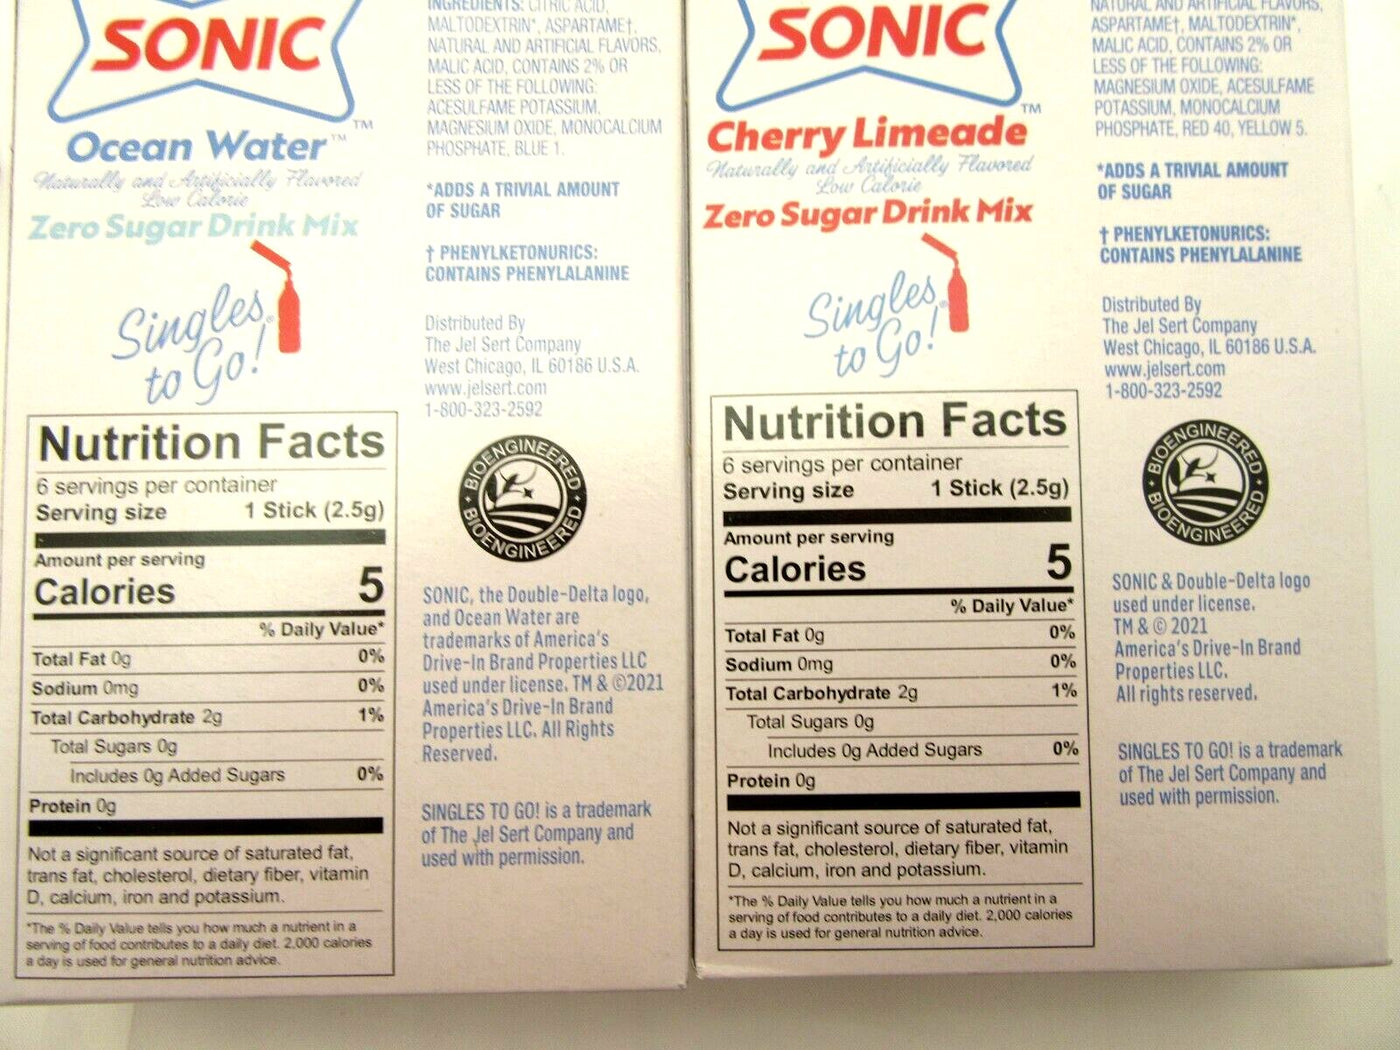 SONIC
TM
Ocean Water™
Naturally and Artificially Flavored
Low Calorie
Zero Sugar Drink Mix
Singles
to Go!
®
Nutrition Facts
6 servings per container
Serving size 1 Stick (2.5g)
Amount per serving
Calories 5
% Daily Value*
Total Fat 0g 0%
Sodium 0mg 0%
Total Carbohydrate 2g 1%
Total Sugars 0g
Includes 0g Added Sugars 0%
Protein 0g
Not a significant source of saturated fat,
trans fat, cholesterol, dietary fiber, vitamin
D, calcium, iron and potassium.
*The % Daily Value tells you how much a nutrient in a
serving of food contributes to a daily diet. 2,000 calories
a day is used for general nutrition advice.
INGREDIENTS: CITRIC ACID,
MALTODEXTRIN*, ASPARTAME†,
NATURAL AND ARTIFICIAL FLAVORS,
MALIC ACID, CONTAINS 2% OR
LESS OF THE FOLLOWING:
ACESULFAME POTASSIUM,
MAGNESIUM OXIDE, MONOCALCIUM
PHOSPHATE, BLUE 1.
*ADDS A TRIVIAL AMOUNT
OF SUGAR
† PHENYLKETONURICS:
CONTAINS PHENYLALANINE
Distributed By
The Jel Sert Company
West Chicago, IL 60186 U.S.A.
www.jelsert.com
1-800-323-2592
BIOENGINEERED
BIOENGINEERED
SONIC, the Double-Delta logo,
and Ocean Water are
trademarks of America's
Drive-In Brand Properties LLC
used under license. TM & ©2021
America's Drive-In Brand
Properties LLC. All Rights
Reserved.
SINGLES TO GO! is a trademark
of The Jel Sert Company and
used with permission.
SONIC
TM
Cherry Limeade
Naturally and Artificially Flavored
Low Calorie
Zero Sugar Drink Mix
Singles
to Go!
®
Nutrition Facts
6 servings per container
Serving size 1 Stick (2.5g)
Amount per serving
Calories 5
% Daily Value*
Total Fat 0g 0%
Sodium 0mg 0%
Total Carbohydrate 2g 1%
Total Sugars 0g
Includes 0g Added Sugars 0%
Protein 0g
Not a significant source of saturated fat,
trans fat, cholesterol, dietary fiber, vitamin
D, calcium, iron and potassium.
*The % Daily Value tells you how much a nutrient in a
serving of food contributes to a daily diet. 2,000 calories
a day is used for general nutrition advice.
NATURAL AND ARTIFICIAL FLAVORS,
ASPARTAME†, MALTODEXTRIN*,
MALIC ACID, CONTAINS 2% OR
LESS OF THE FOLLOWING:
MAGNESIUM OXIDE, ACESULFAME
POTASSIUM, MONOCALCIUM
PHOSPHATE, RED 40, YELLOW 5.
*ADDS A TRIVIAL AMOUNT
OF SUGAR
† PHENYLKETONURICS:
CONTAINS PHENYLALANINE
Distributed By
The Jel Sert Company
West Chicago, IL 60186 U.S.A.
www.jelsert.com
1-800-323-2592
BIOENGINEERED
BIOENGINEERED
SONIC & Double-Delta logo
used under license.
TM & © 2021
America's Drive-In Brand
Properties LLC.
All rights reserved.
SINGLES TO GO! is a trademark
of The Jel Sert Company and
used with permission.